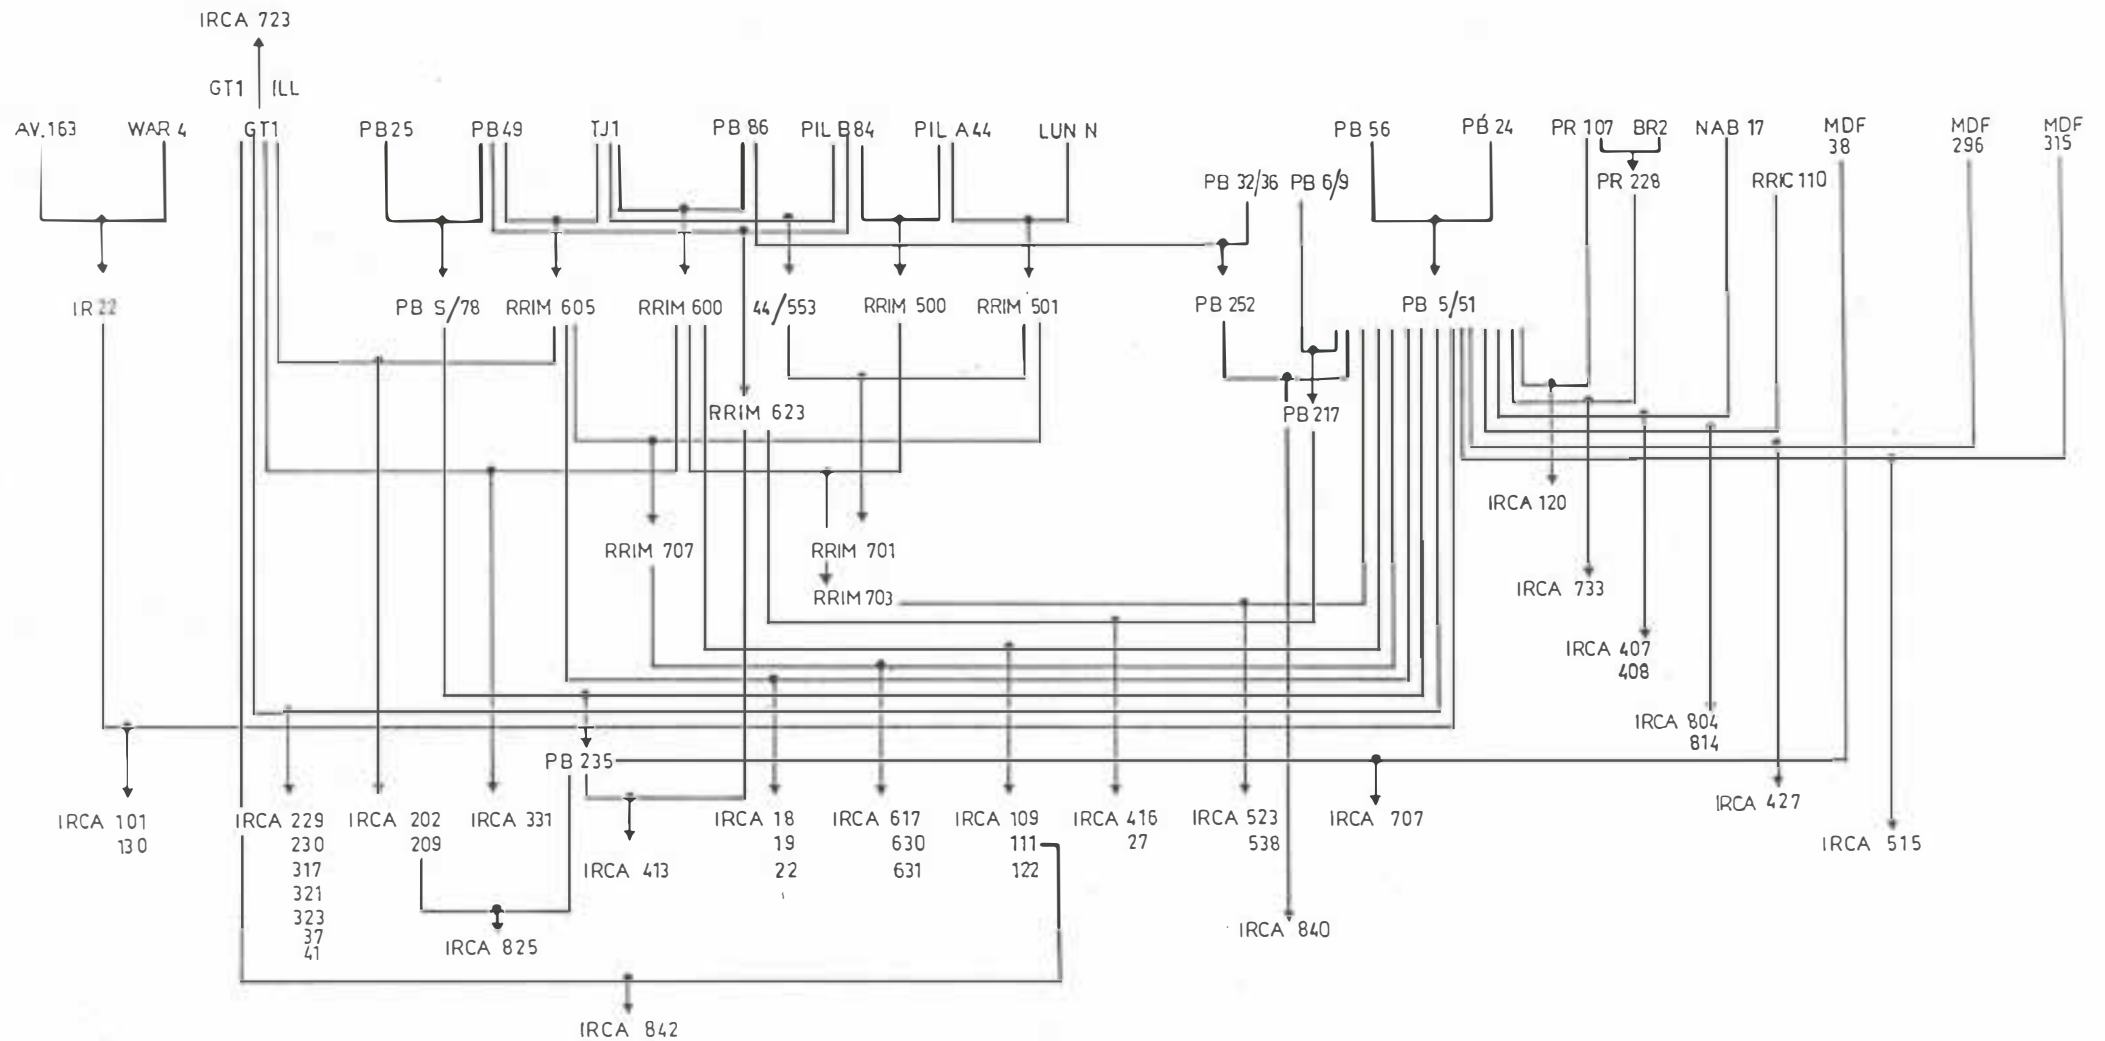 IRCA 723
GT1 ILL
AV.163 WAR 4 GT1 PB25 PB49 TJ1 PB 86 PIL B84 PIL A44 LUN N PB 56 PB 24 PR 107 BR2 NAB 17 MDF MDF MDF
38 296 315
PB 32/36 PB 6/9 PR 228 RRIC 110
IR 22 PB S/78 RRIM 605 RRIM 600 44/553 RRIM 500 RRIM 501 PB 252 PB 5/51
RRIM 623 PB 217
IRCA 120
RRIM 707 RRIM 701
IRCA 733
RRIM 703
IRCA 407
408
IRCA 804
814
PB 235
IRCA 427
IRCA 101 IRCA 229 IRCA 202 IRCA 331 IRCA 18 IRCA 617 IRCA 109 IRCA 416 IRCA 523 IRCA 707
130 230 209 19 630 111 27 538 IRCA 515
317 IRCA 413 22 631 122
321
323
37
41
IRCA 825
IRCA 840
IRCA 842